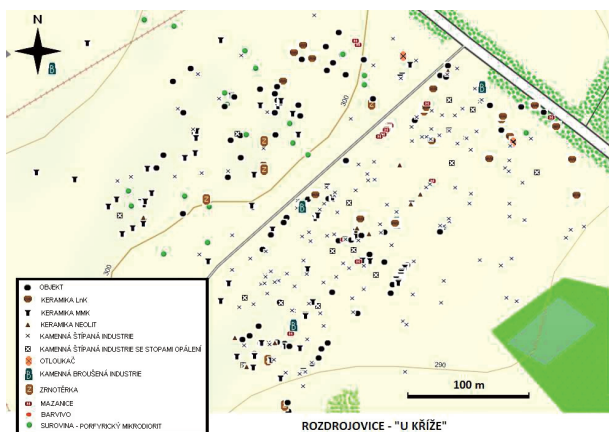 300
300
290
OBJEKT
KERAMIKA LnK
KERAMIKA MMK
KERAMIKA NEOLIT
KAMENNÁ ŠTÍPANÁ INDUSTRIE
KAMENNÁ ŠTÍPANÁ INDUSTRIE SE STOPAMI OPÁLENÍ
OTLOUKAČ
KAMENNÁ BROUŠENÁ INDUSTRIE
ZRNOTĚRKA
MAZANICE
BARVIVO
SUROVINA - PORFYRICKÝ MIKRODIORIT
100 m
ROZDROJOVICE - "U KŘÍŽE"